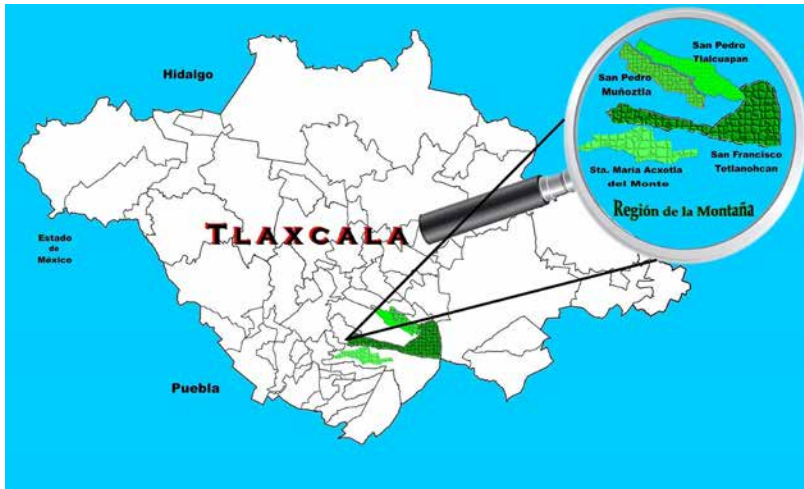 Hidalgo
San Pedro
Tlalcuapan
San Pedro
Muñoztla
San Francisco
Tetlanohcan
Sta. María Acxotla
del Monte
Región de la Montaña
TLAXCALA
Estado
de
México
Puebla